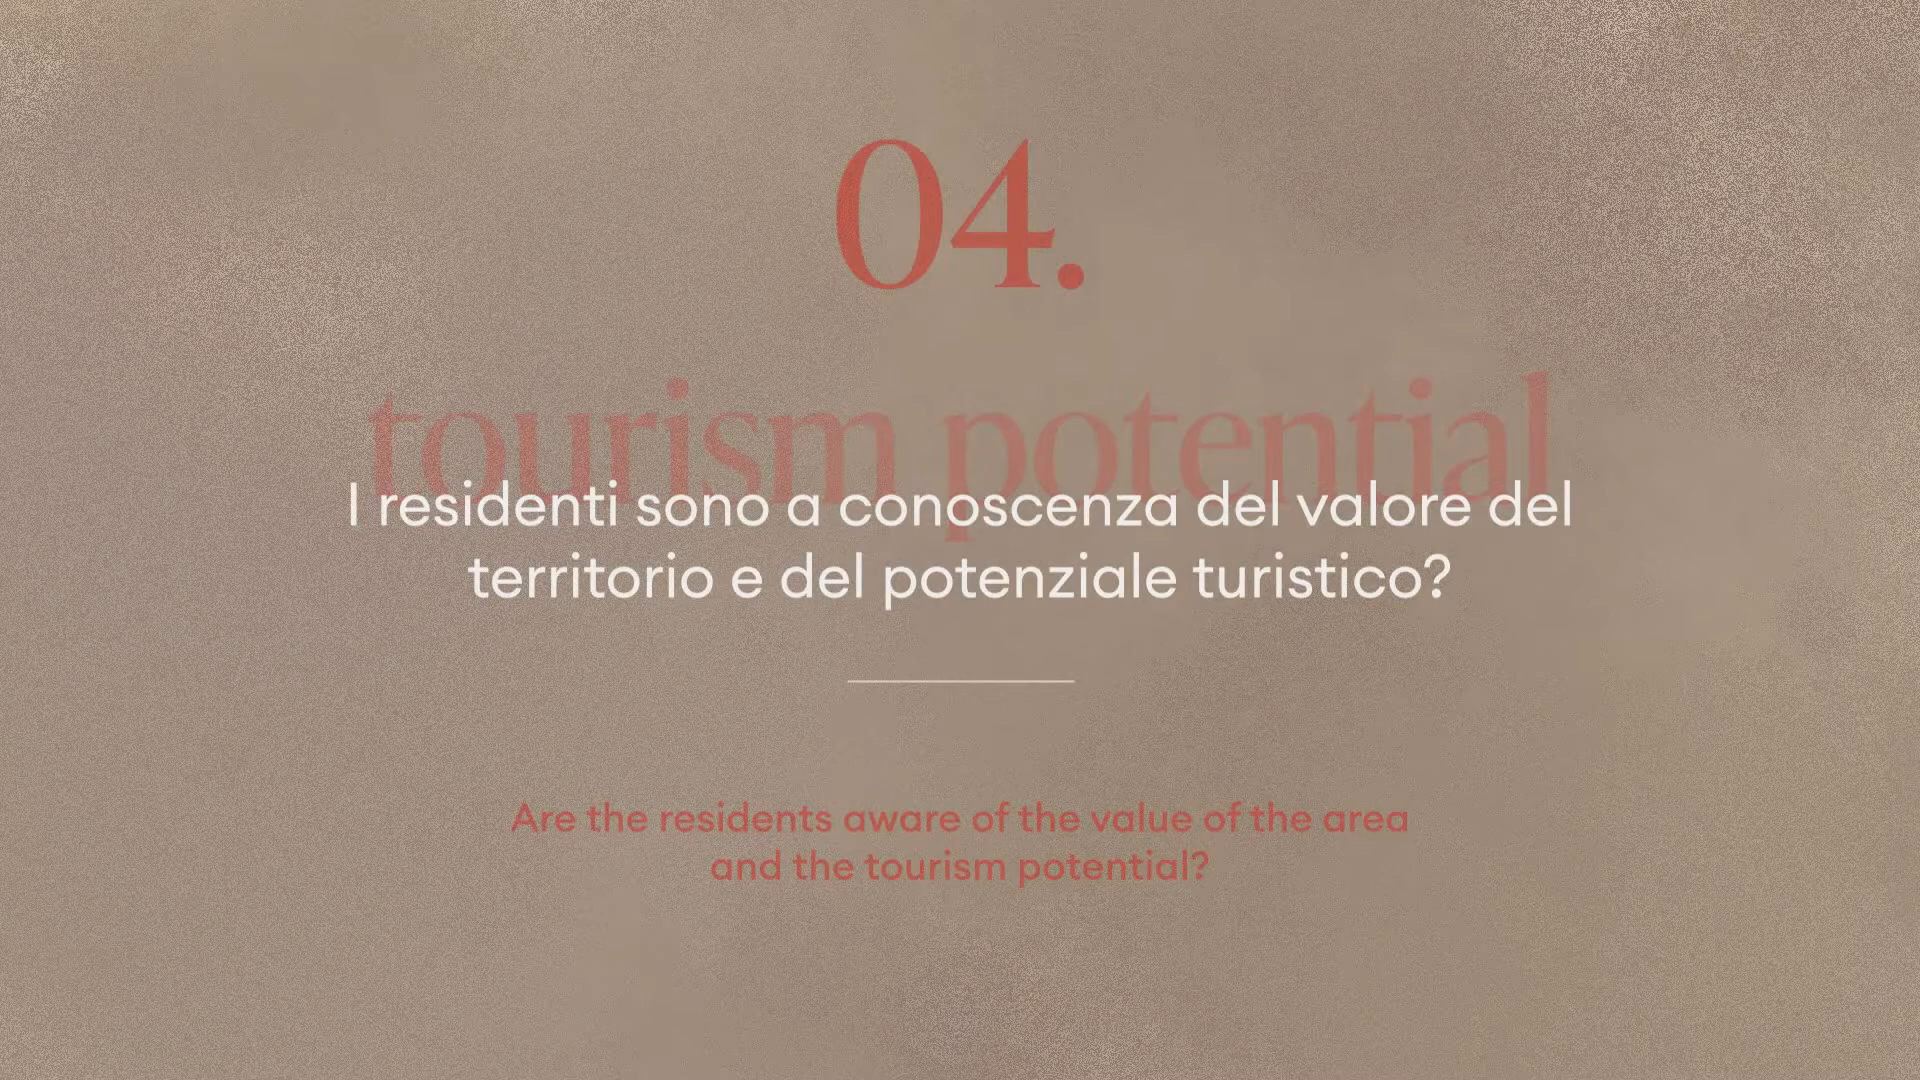 04.
tourism potential
I residenti sono a conoscenza del valore del
territorio e del potenziale turistico?
Are the residents aware of the value of the area
and the tourism potential?